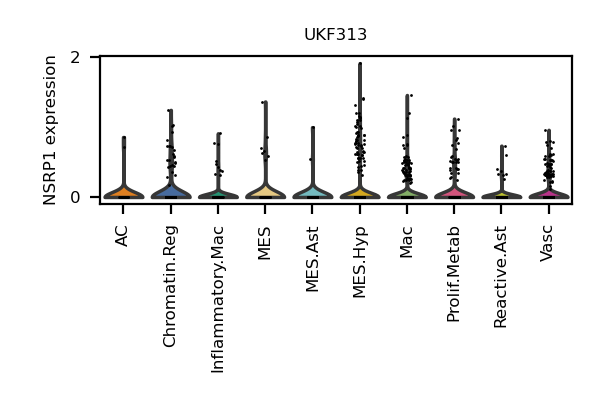 UKF313
NSRP1 expression
2
0
AC
Chromatin.Reg
Inflammatory.Mac
MES
MES.Ast
MES.Hyp
Mac
Prolif.Metab
Reactive.Ast
Vasc